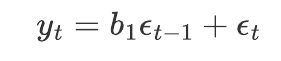 $y_t = b_1 \epsilon_{t-1} + \epsilon_t$